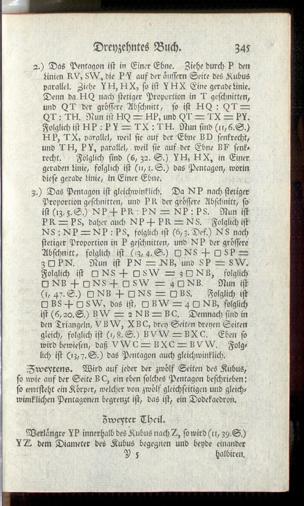 Dreyzehntes Buch. 345
2.) Das Pentagon ist in Einer Ebne. Ziehe durch P den
linien RV, SW, die PY auf der äussern Seite des Kubus
parallel. Ziehe YH, HX, so ist YHX Eine gerade linie.
Denn da HQ nach stetiger Proportion in T geschnitten,
und QT der grössere Abschnitt, so ist HQ : QT =
QT : TH. Nun ist HQ = HP, und QT = TX = PY.
Folglich ist HP : PY = TX : TH. Nun sind (11, 6. S.)
HP, TX, parallel, weil sie auf der Ebne BD senkrecht,
und TH, PY, parallel, weil sie auf der Ebne BF senk-
recht. Folglich sind (6, 32. S.) YH, HX, in Einer
geraden linie, folglich ist (11, 1. S.) das Pentagon, worin
diese gerade linie, in Einer Ebne.
3.) Das Pentagon ist gleichwinklich. Da NP nach stetiger
Proportion geschnitten, und PR der grössere Abschnitt, so
ist (13, 5. S.) NP + PR : PN = NP : PS. Nun ist
PR = PS, daher auch NP + PR = NS. Folglich ist
NS : NP = NP : PS, folglich ist (6, 3. Def.) NS nach
stetiger Proportion in P geschnitten, und NP der grössere
Abschnitt, folglich ist (13, 4. S.) □ NS + □ SP =
3 □ PN. Nun ist PN = NB, und SP = SW.
Folglich ist □ NS + □ SW = 3 □ NB, folglich
□ NB + □ NS + □ SW = 4 □ NB. Nun ist
(1, 47. S.) □ NB + □ NS = □ BS. Folglich ist
□ BS + □ SW, das ist, □ BW = 4 □ NB, folglich
ist (6, 20. S.) BW = 2 NB = BC. Demnach sind in
den Triangeln, VBW, XBC, drey Seiten dreyen Seiten
gleich, folglich ist (1, 8. S.) BVW = BXC. Eben so
wird bewiesen, daß VWC = BXC = BVW. Folg-
lich ist (13, 7. S.) das Pentagon auch gleichwinklich.
Zweytens. Wird auf jeder der zwölf Seiten des Kubus,
so wie auf der Seite BC, ein eben solches Pentagon beschrieben:
so entsteht ein Körper, welcher von zwölf gleichseitigen und gleich-
winklichen Pentagonen begrenzt ist, das ist, ein Dodekaedron.
Zweyter Theil.
Verlängre YP innerhalb des Kubus nach Z, so wird (11, 39. S.)
YZ dem Diameter des Kubus begegnen und beyde einander
Y 5 halbiren.